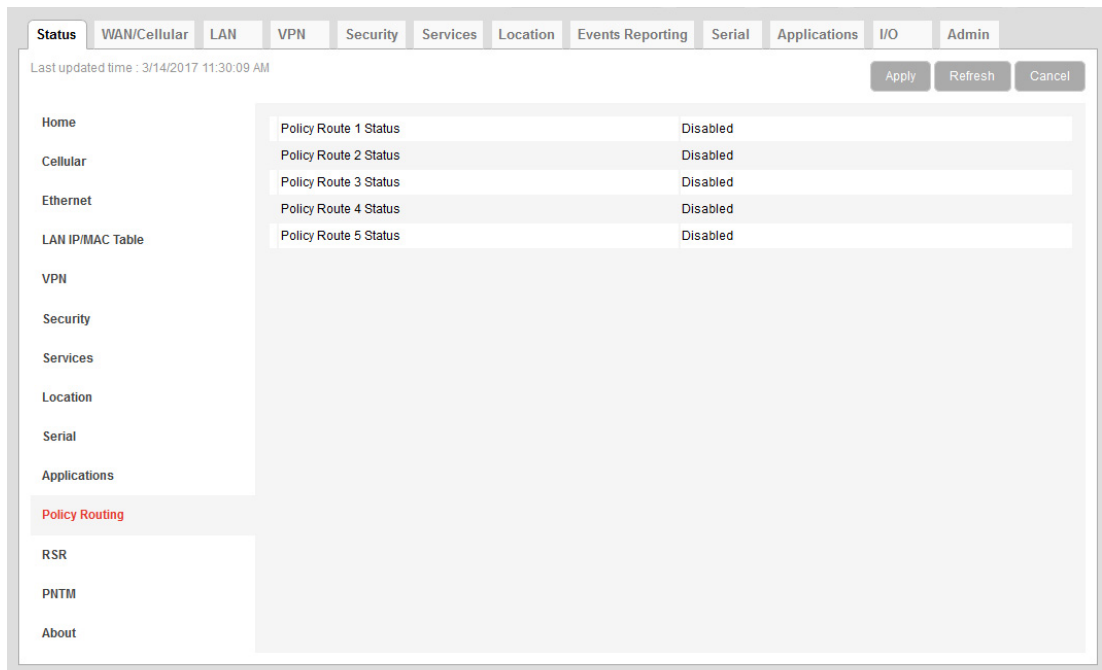 Status WAN/Cellular LAN VPN Security Services Location Events Reporting Serial Applications I/O Admin
Last updated time : 3/14/2017 11:30:09 AM
Apply Refresh Cancel
Home
Cellular
Ethernet
LAN IP/MAC Table
VPN
Security
Services
Location
Serial
Applications
Policy Routing
RSR
PNTM
About
Policy Route 1 Status Disabled
Policy Route 2 Status Disabled
Policy Route 3 Status Disabled
Policy Route 4 Status Disabled
Policy Route 5 Status Disabled